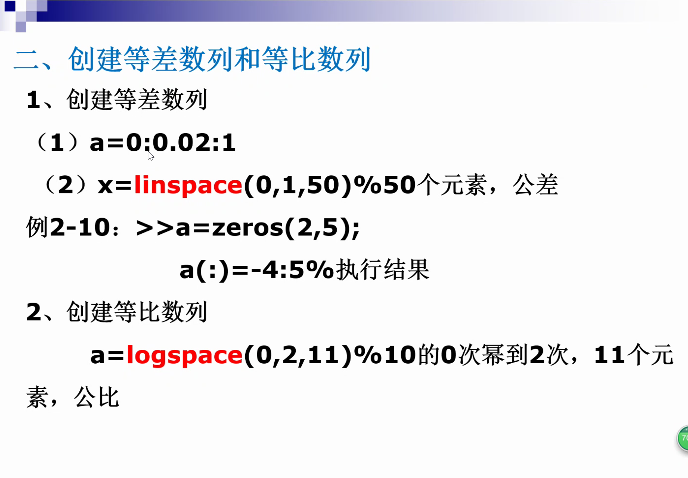 二、创建等差数列和等比数列
1、创建等差数列
（1）a=0:0.02:1
（2）x=linspace(0,1,50)%50个元素，公差
例2-10：>>a=zeros(2,5);
a(:)=-4:5%执行结果
2、创建等比数列
a=logspace(0,2,11)%10的0次幂到2次，11个元
素，公比